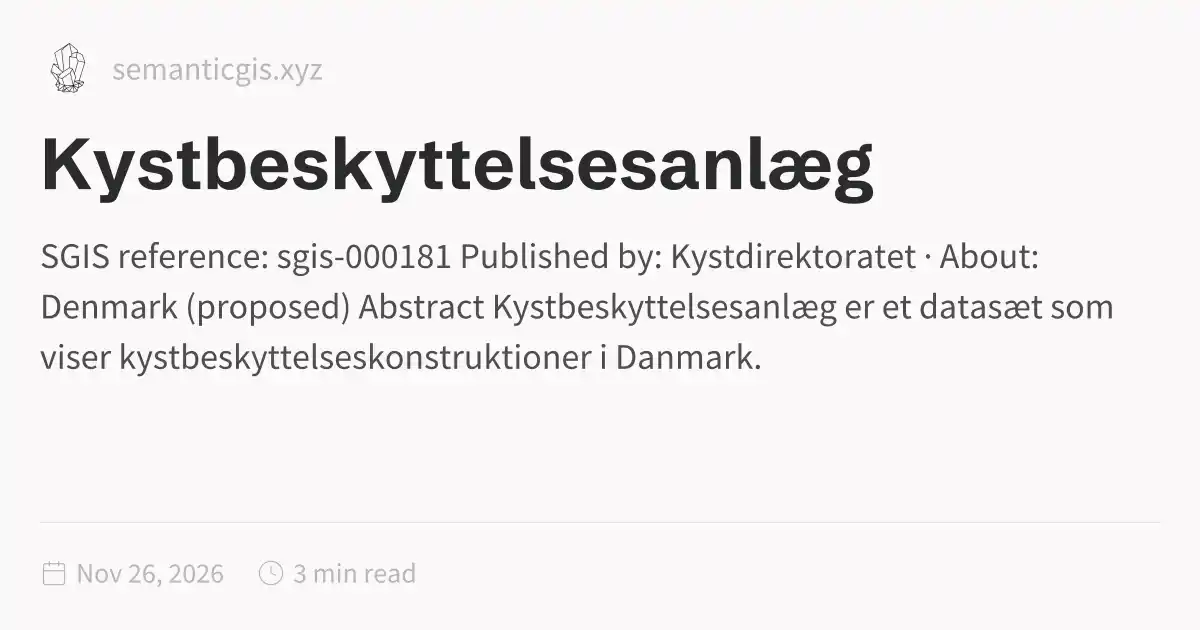 semanticgis.xyz
Kystbeskyttelsesanlæg
SGIS reference: sgis-000181 Published by: Kystdirektoratet · About:
Denmark (proposed) Abstract Kystbeskyttelsesanlæg er et datasæt som
viser kystbeskyttelseskonstruktioner i Danmark.
Nov 26, 2026 3 min read